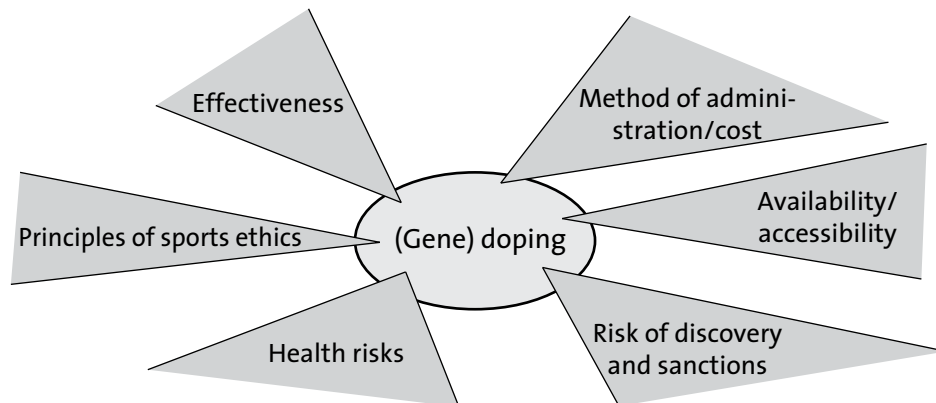 Effectiveness
Method of admini-
stration/cost
Availability/
accessibility
Principles of sports ethics
(Gene) doping
Health risks
Risk of discovery
and sanctions